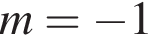 m = −1